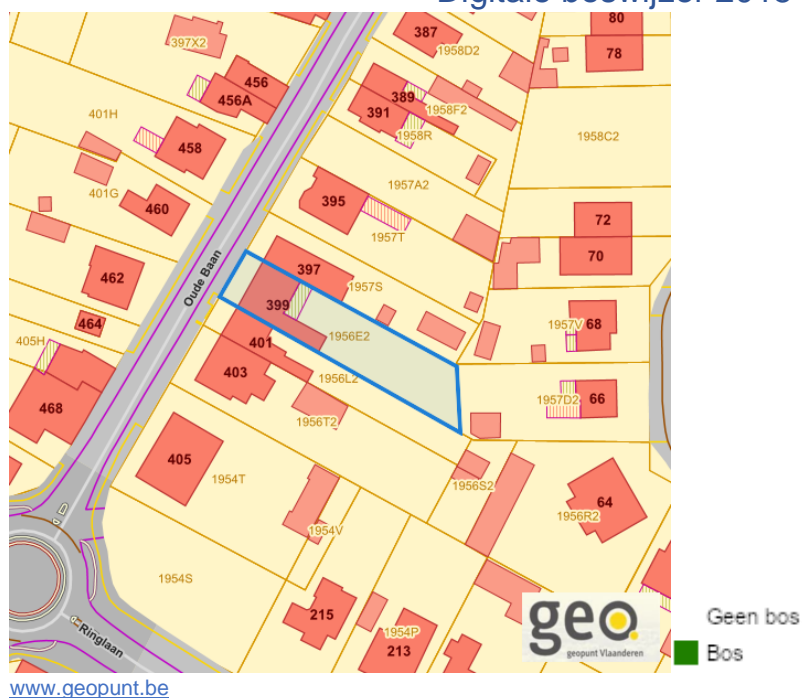 80
387
78
1958D2
397X2
456
456A
389
1958F2
391
1958R
401H
458
1958C2
1957A2
401G
460
395
72
1957T
70
Oude Baan
462
397
1957S
399
464
1957V
68
405H
1956E2
401
403
1956L2
468
1957D2
66
1956T2
405
1954T
1956S2
64
1956R2
1954V
1954S
215
1954P
213
Ringlaan
geo.
geopunt Vlaanderen
Geen bos
Bos
www.geopunt.be